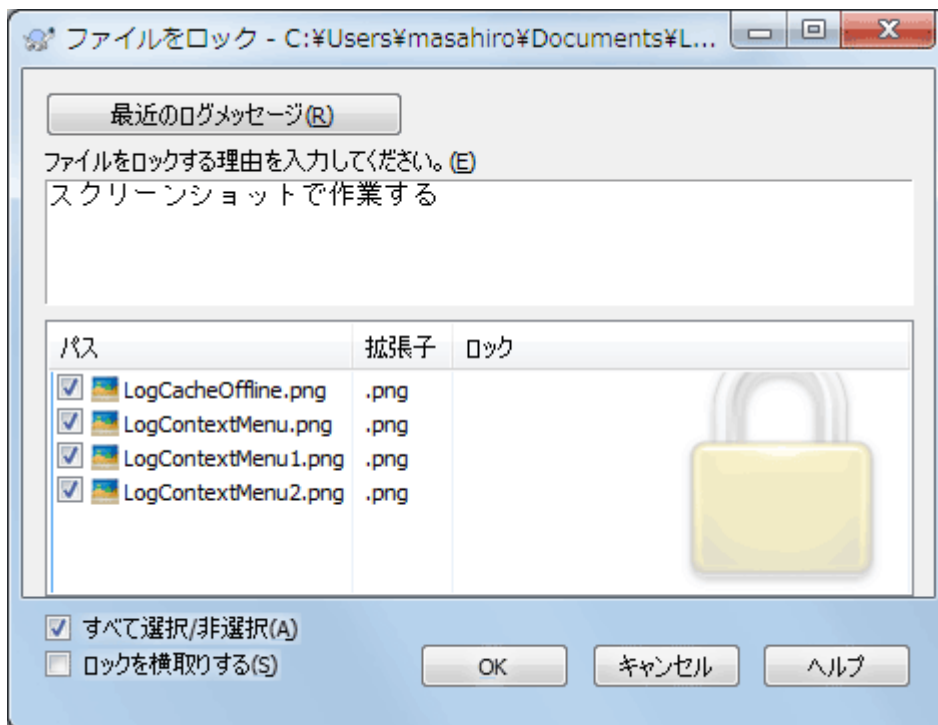 ファイルをロック - C:¥Users¥masahiro¥Documents¥L...
最近のログメッセージ(R)
ファイルをロックする理由を入力してください。(E)
スクリーンショットで作業する
パス 拡張子 ロック
LogCacheOffline.png .png
LogContextMenu.png .png
LogContextMenu1.png .png
LogContextMenu2.png .png
すべて選択/非選択(A)
ロックを横取りする(S)
OK キャンセル ヘルプ